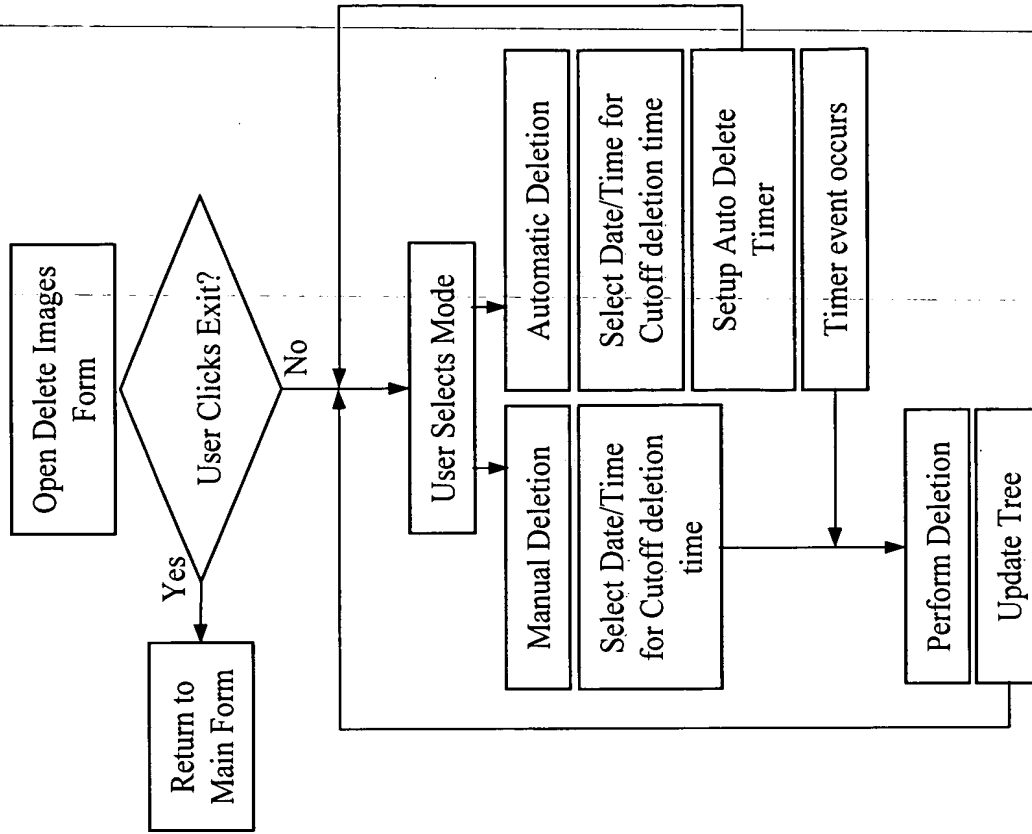 Open Delete Images
Form
User Clicks Exit?
Yes
No
Return to
Main Form
User Selects Mode
Manual Deletion
Select Date/Time
for Cutoff deletion
time
Automatic Deletion
Select Date/Time for
Cutoff deletion time
Setup Auto Delete
Timer
Timer event occurs
Perform Deletion
Update Tree